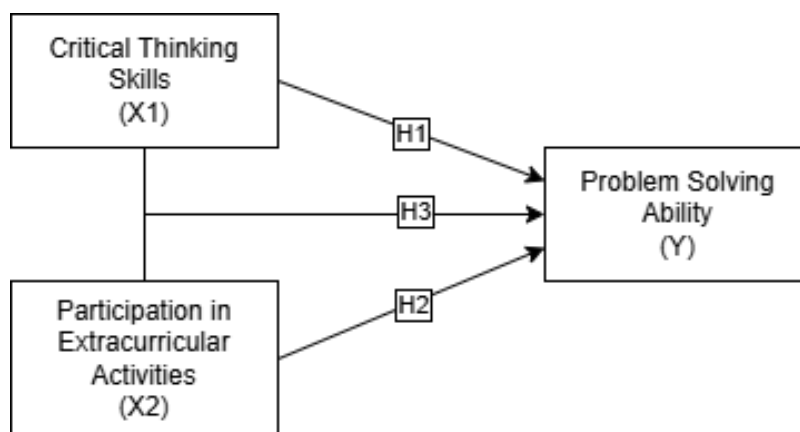 Critical Thinking
Skills
(X1)
H1
Problem Solving
Ability
(Y)
H3
Participation in
Extracurricular
Activities
(X2)
H2